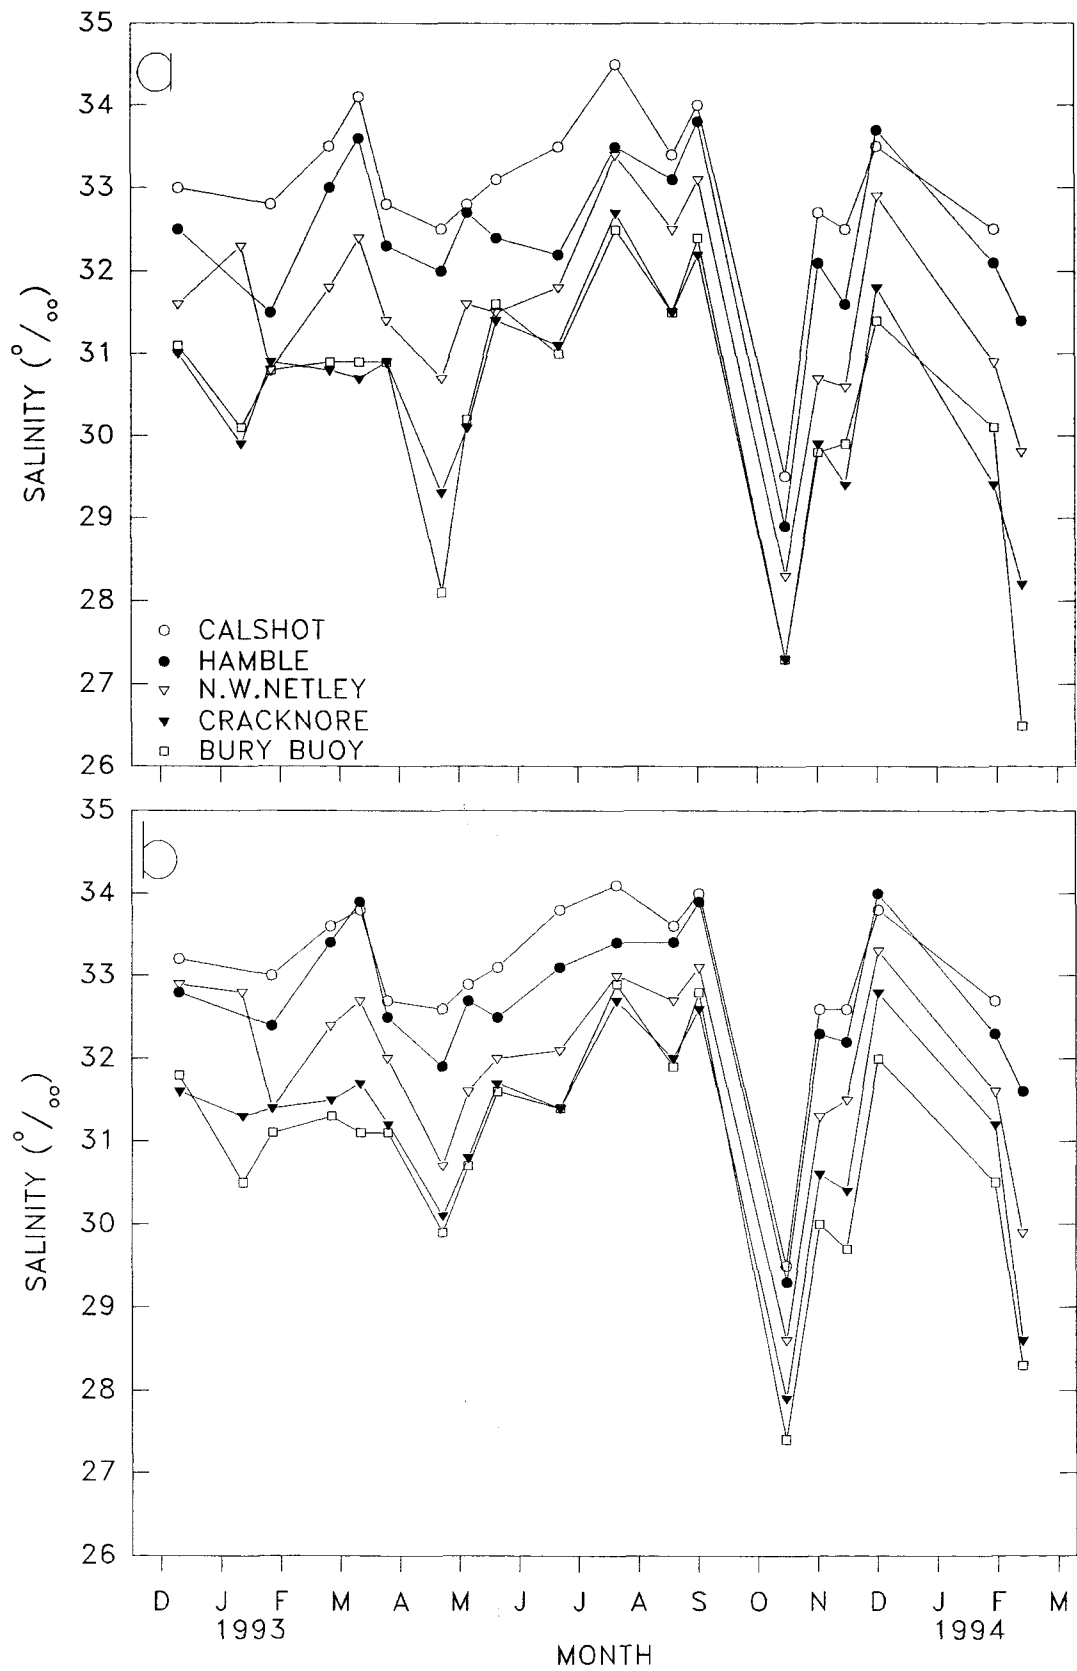 35
a
34
33
32
31
30
29
28
27
26
SALINITY (°/oo)
CALSHOT
HAMBLE
N.W.NETLEY
CRACKNORE
BURY BUOY
35
b
34
33
32
31
30
29
28
27
26
SALINITY (°/oo)
D J F M A M J J A S O N D J F M
1993 1994
MONTH